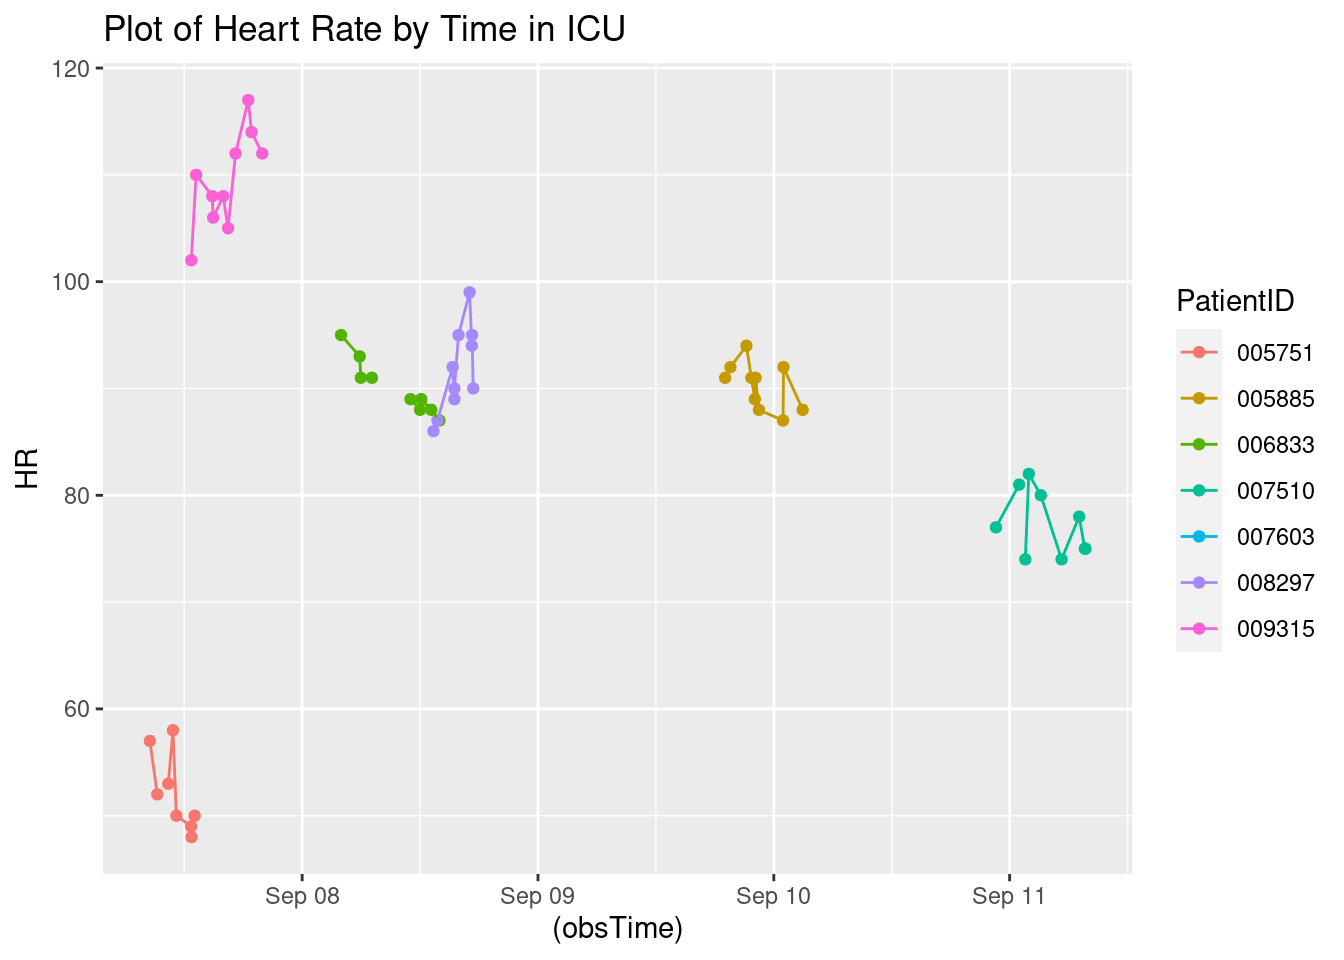 Plot of Heart Rate by Time in ICU
120
100
80
60
HR
Sep 08 Sep 09 Sep 10 Sep 11
(obsTime)
PatientID
005751
005885
006833
007510
007603
008297
009315